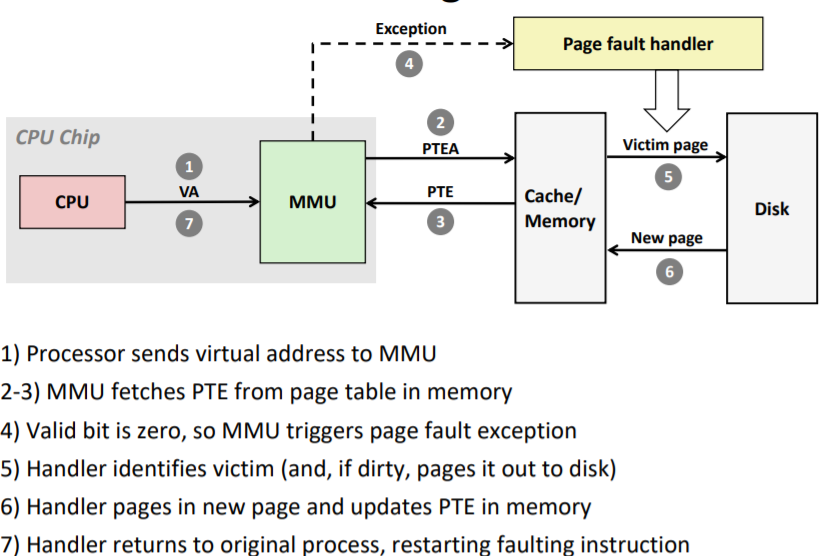 Exception
4
Page fault handler
CPU Chip
2
PTEA
Victim page
1
VA
5
CPU
MMU
PTE
Cache/
Memory
Disk
7
3
New page
6
1) Processor sends virtual address to MMU
2-3) MMU fetches PTE from page table in memory
4) Valid bit is zero, so MMU triggers page fault exception
5) Handler identifies victim (and, if dirty, pages it out to disk)
6) Handler pages in new page and updates PTE in memory
7) Handler returns to original process, restarting faulting instruction